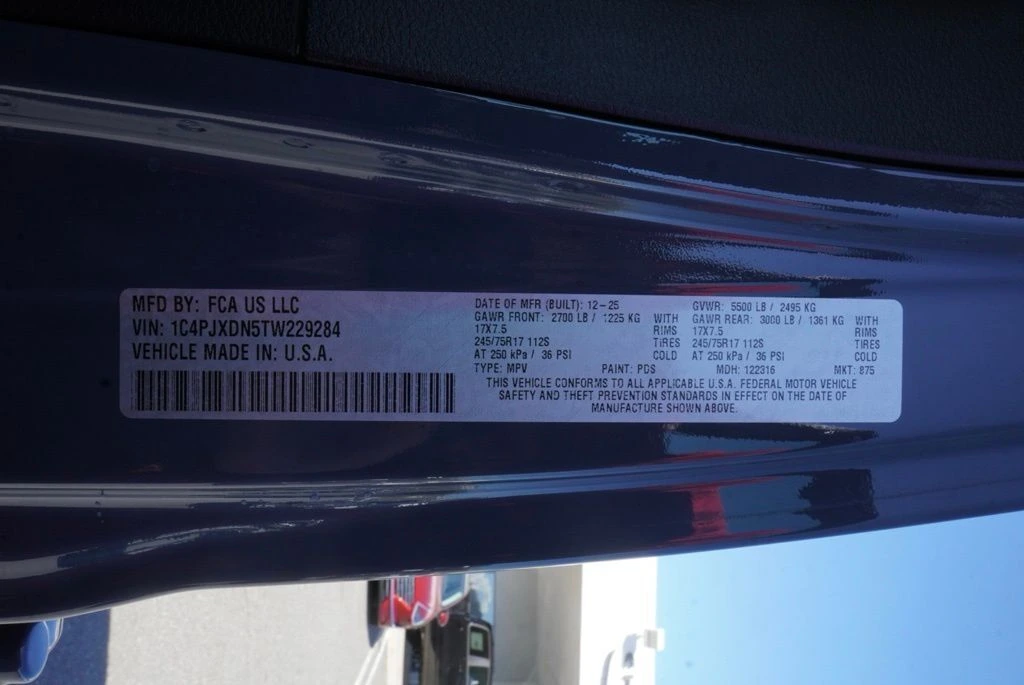 MFD BY: FCA US LLC
VIN: 1C4PJXDN5TW229284
VEHICLE MADE IN: U.S.A.
DATE OF MFR (BUILT): 12-25
GAWR FRONT: 2700 LB / 1225 KG WITH
17X7.5 RIMS
245/75R17 112S TIRES
AT 250 kPa / 36 PSI COLD
GVWR: 5500 LB / 2495 KG
GAWR REAR: 3000 LB / 1361 KG WITH
17X7.5 RIMS
245/75R17 112S TIRES
AT 250 kPa / 36 PSI COLD
TYPE: MPV PAINT: PDS MDH: 122316 MKT: 875
THIS VEHICLE CONFORMS TO ALL APPLICABLE U.S.A. FEDERAL MOTOR VEHICLE
SAFETY AND THEFT PREVENTION STANDARDS IN EFFECT ON THE DATE OF
MANUFACTURE SHOWN ABOVE.